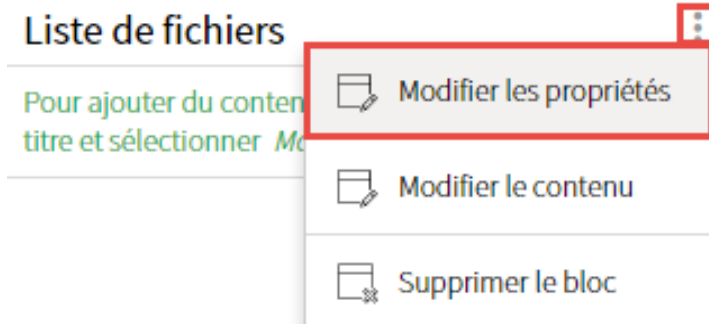 Liste de fichiers
Pour ajouter du conten
titre et sélectionner
Modifier les propriétés
Modifier le contenu
Supprimer le bloc